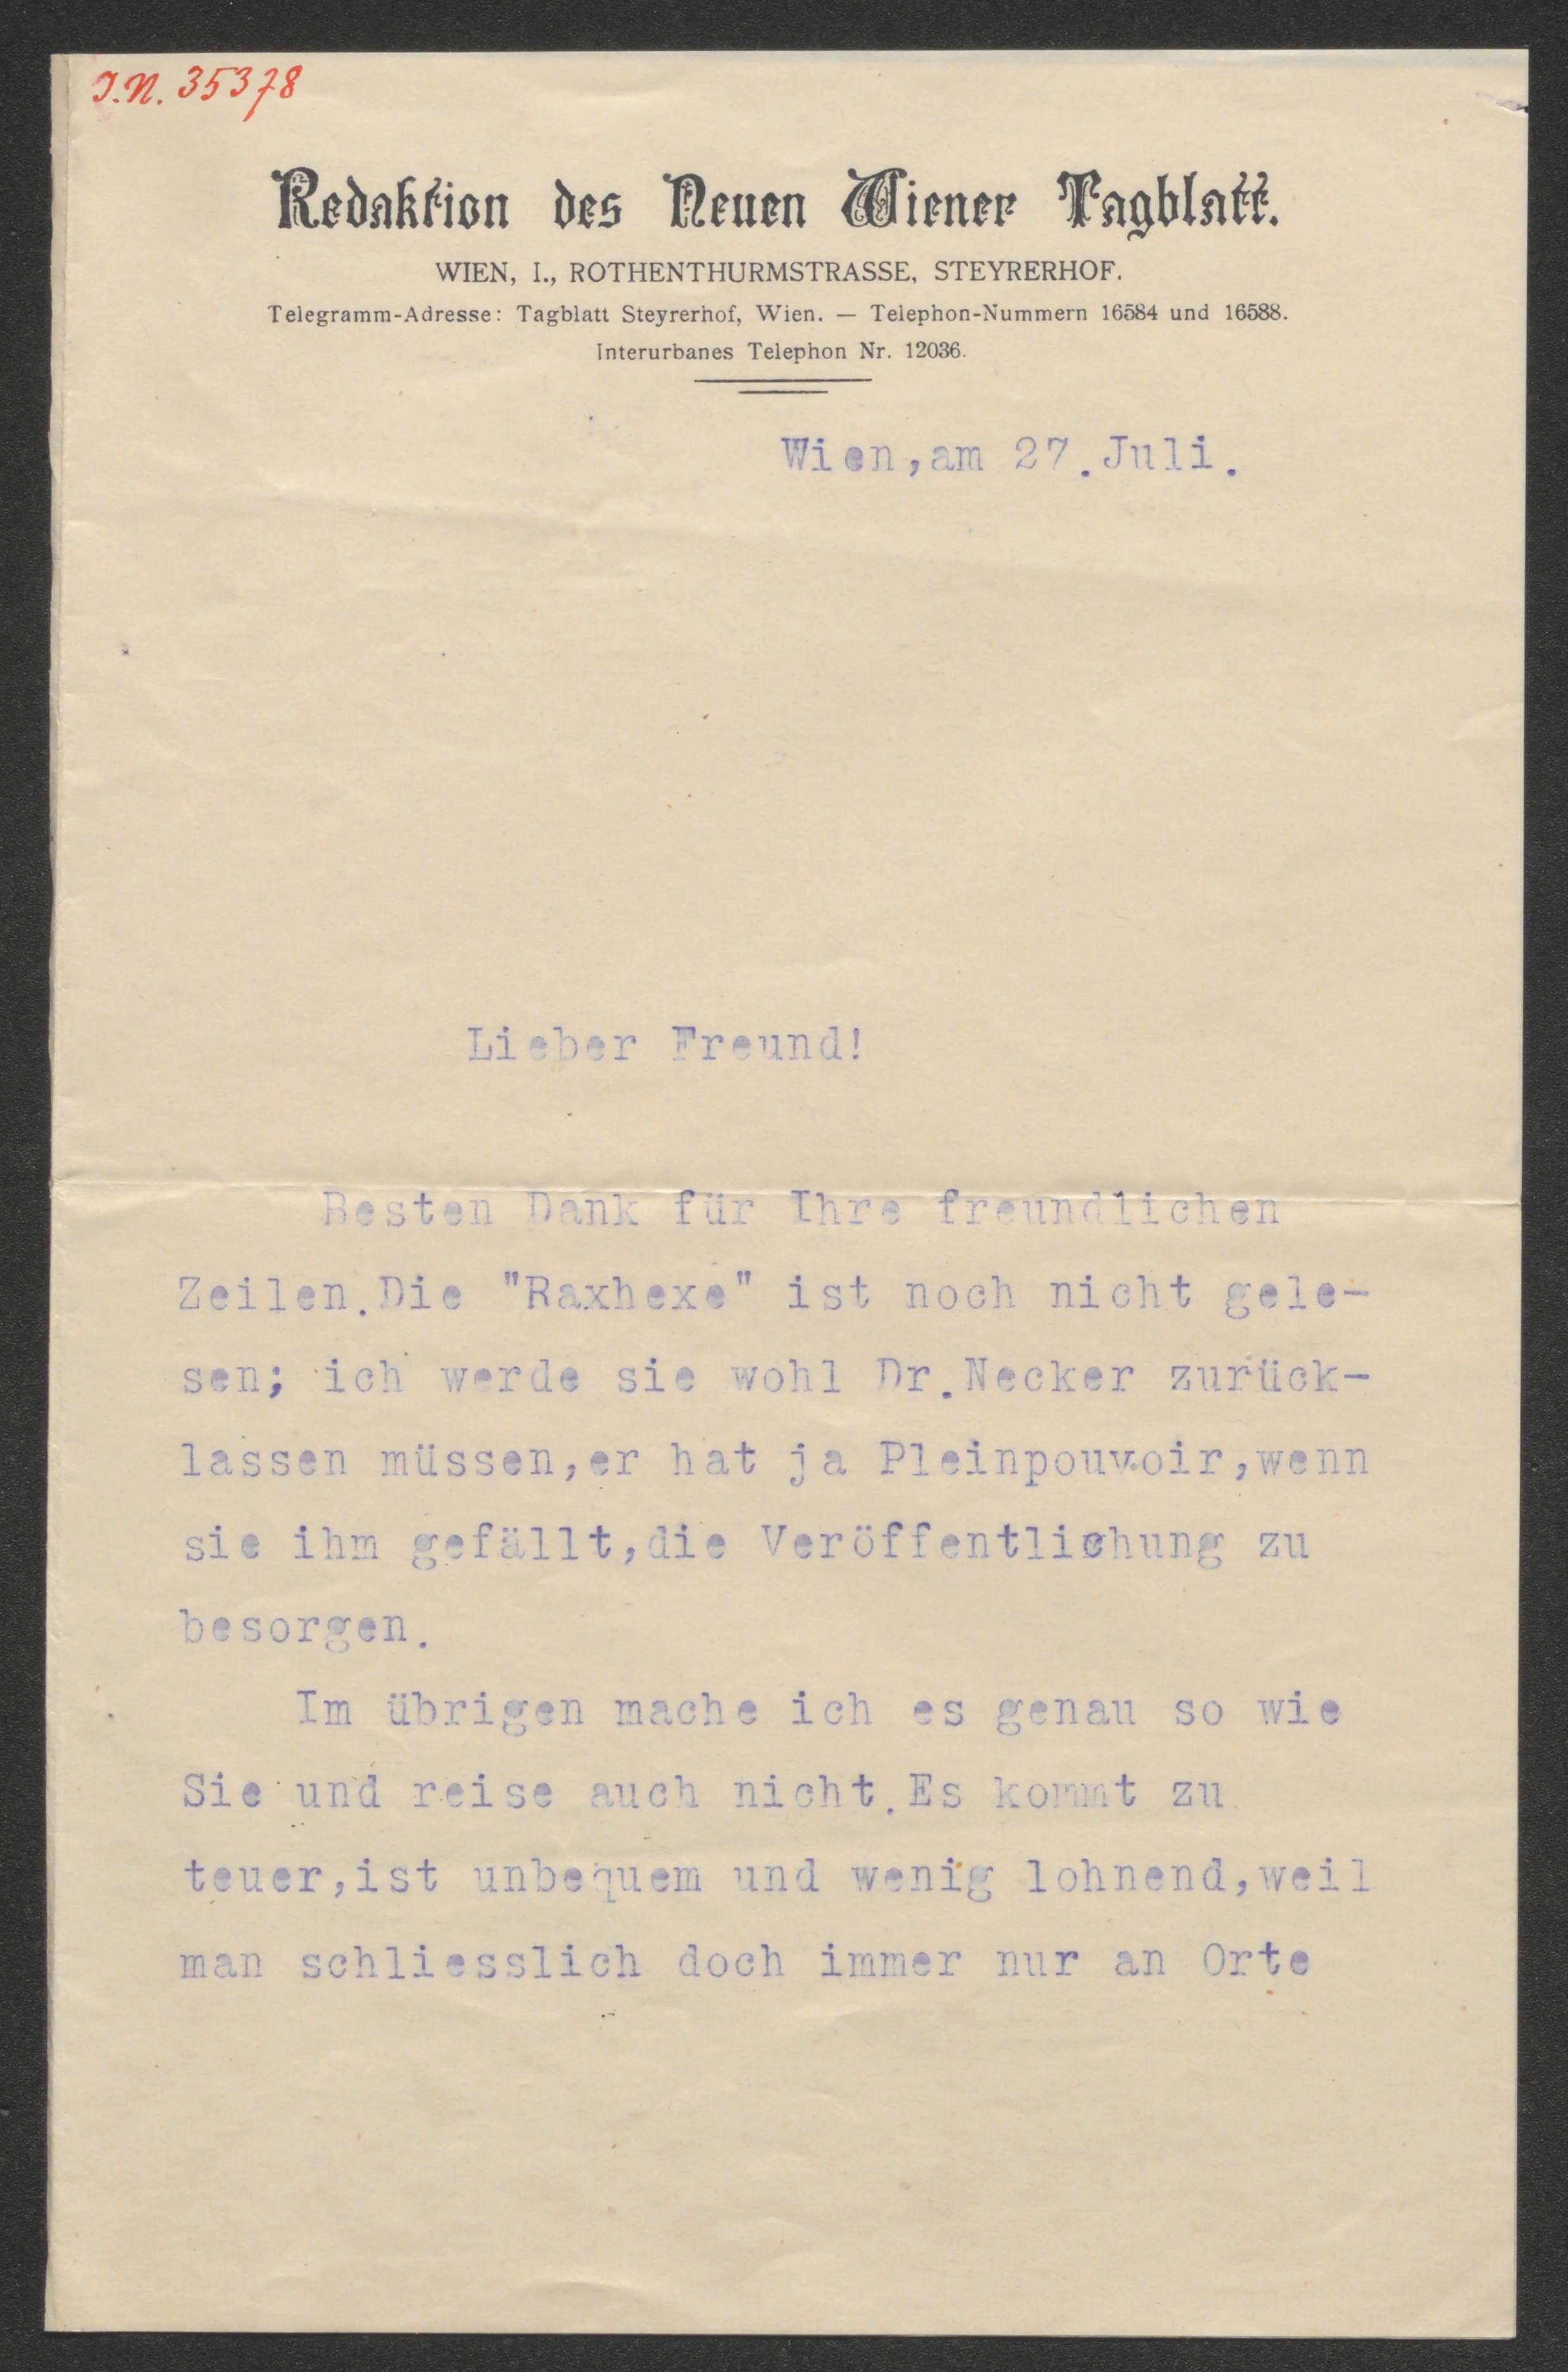 I.N. 35378
Redaktion des Neuen Wiener Tagblatt.
WIEN, I., ROTHENTHURMSTRASSE, STEYRERHOF.
Telegramm-Adresse: Tagblatt Steyrerhof, Wien. — Telephon-Nummern 16584 und 16588.
Interurbanes Telephon Nr. 12036.
Wien,am 27.Juli.
Lieber Freund!
Besten Dank für Ihre freundlichen
Zeilen.Die "Raxhexe" ist noch nicht gele-
sen; ich werde sie wohl Dr.Necker zurück-
lassen müssen,er hat ja Pleinpouvoir,wenn
sie ihm gefällt,die Veröffentlichung zu
besorgen.
Im übrigen mache ich es genau so wie
Sie und reise auch nicht.Es kommt zu
teuer,ist unbequem und wenig lohnend,weil
man schliesslich doch immer nur an Orte